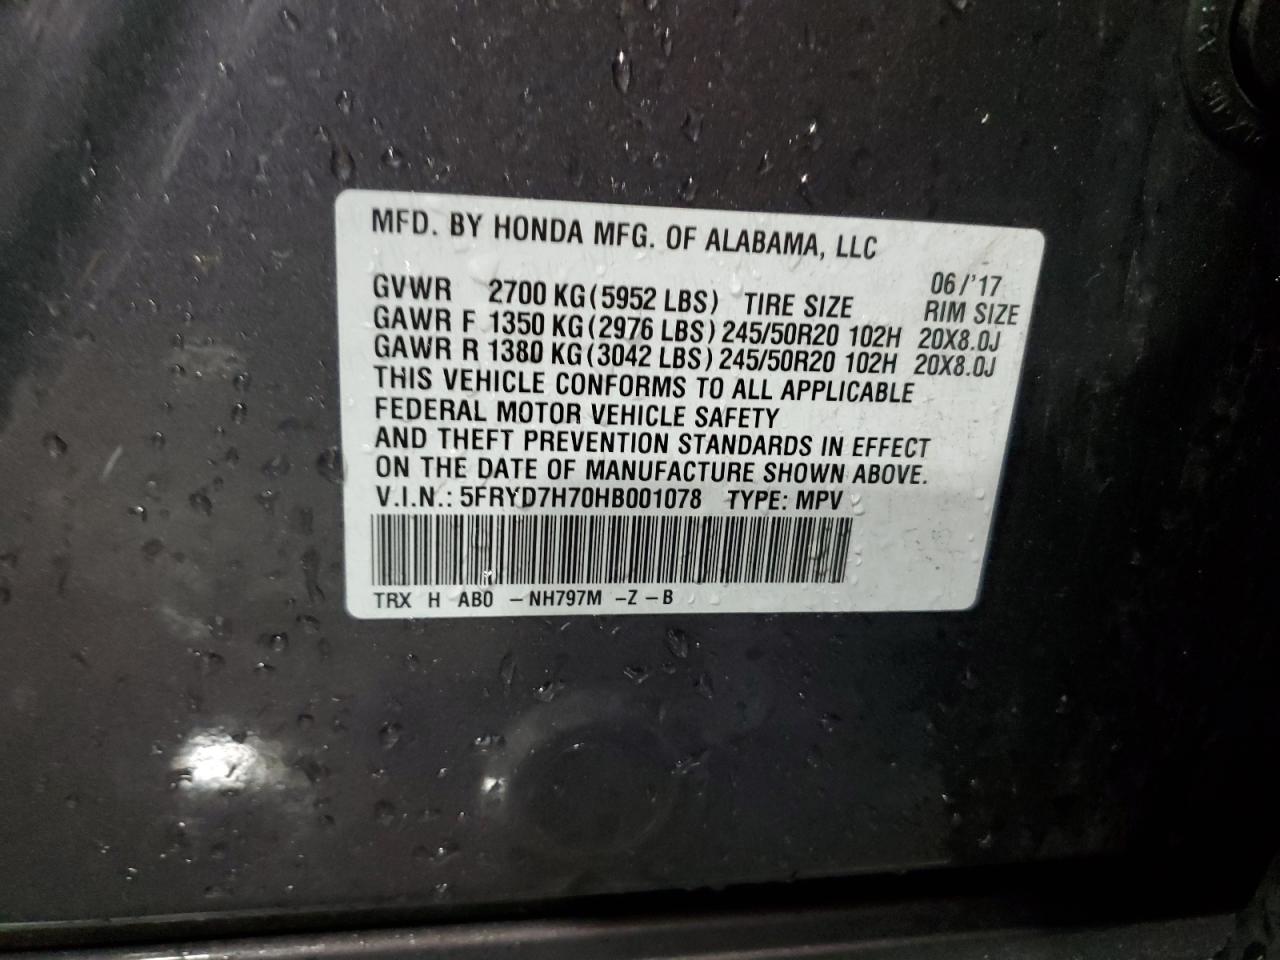 MFD. BY HONDA MFG. OF ALABAMA, LLC
06/'17
GVWR 2700 KG(5952 LBS) TIRE SIZE RIM SIZE
GAWR F 1350 KG(2976 LBS) 245/50R20 102H 20X8.0J
GAWR R 1380 KG(3042 LBS) 245/50R20 102H 20X8.0J
THIS VEHICLE CONFORMS TO ALL APPLICABLE
FEDERAL MOTOR VEHICLE SAFETY
AND THEFT PREVENTION STANDARDS IN EFFECT
ON THE DATE OF MANUFACTURE SHOWN ABOVE.
V.I.N.: 5FRYD7H70HB001078 TYPE: MPV
TRX H AB0 -NH797M -Z-B